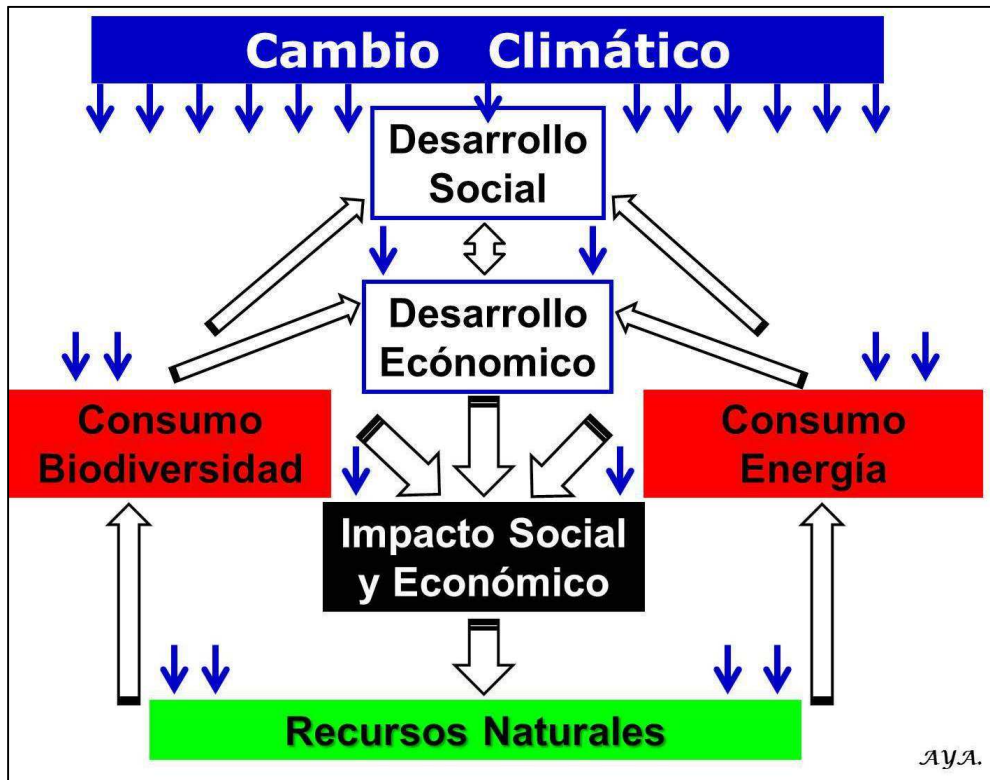 Cambio Climático
Desarrollo
Social
Desarrollo
Ecónomico
Consumo
Biodiversidad
Consumo
Energía
Impacto Social
y Económico
Recursos Naturales
AYA.